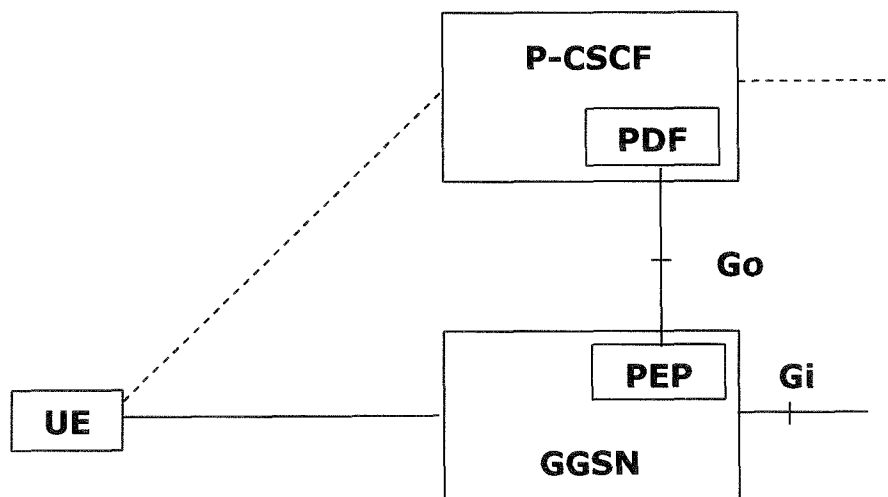 P-CSCF
PDF
Go
PEP
Gi
UE
GGSN